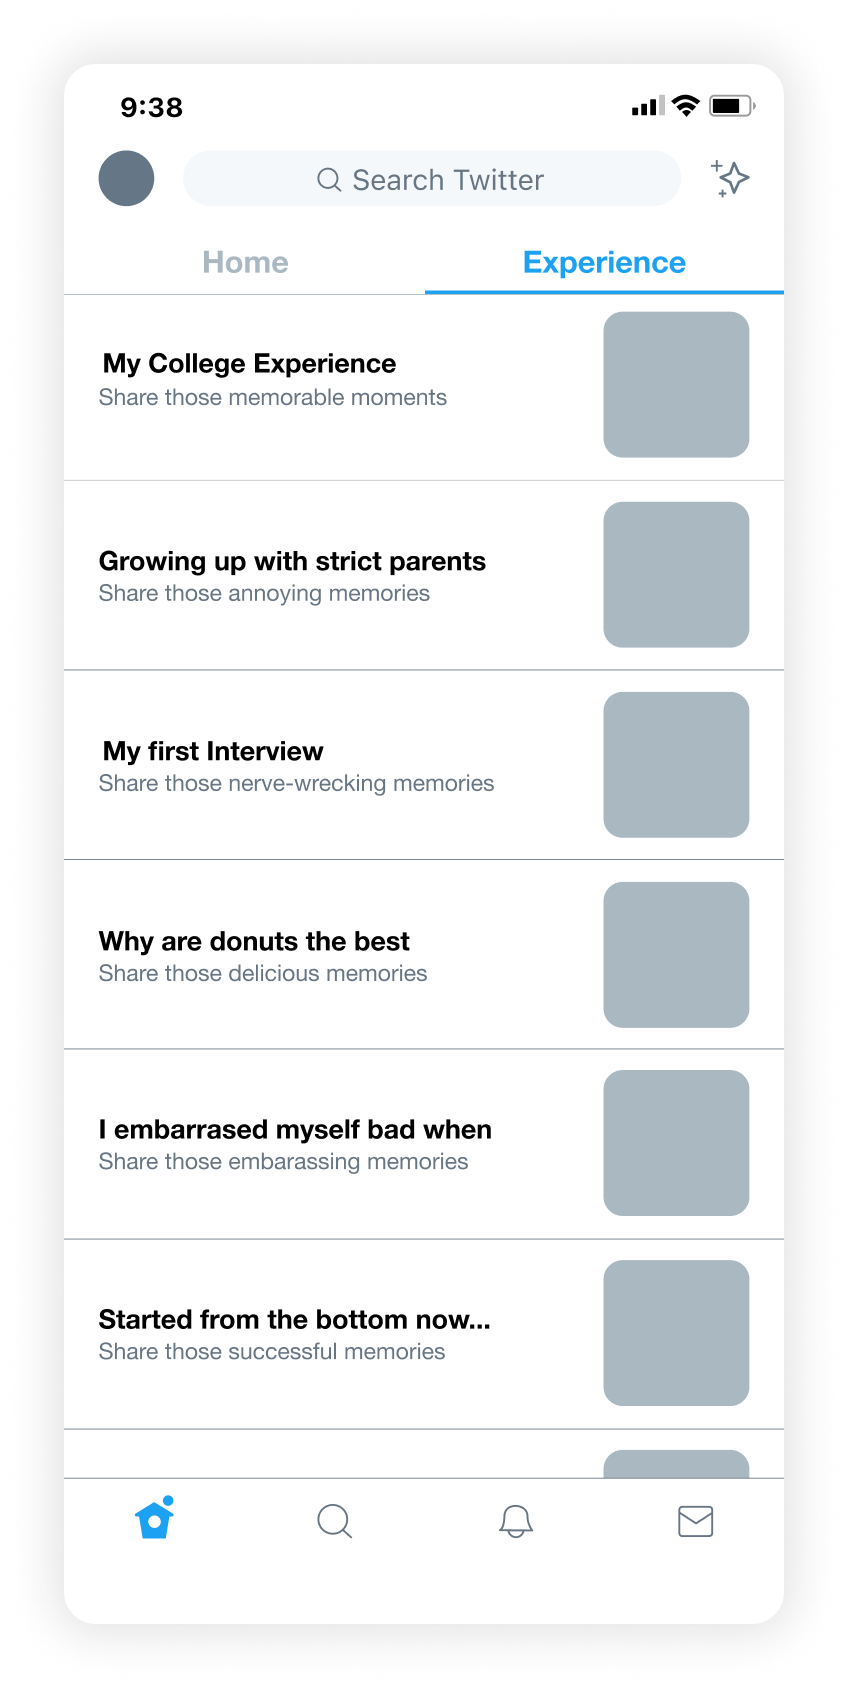 9:38
Search Twitter
Home
Experience
My College Experience
Share those memorable moments
Growing up with strict parents
Share those annoying memories
My first Interview
Share those nerve-wrecking memories
Why are donuts the best
Share those delicious memories
I embarrased myself bad when
Share those embarassing memories
Started from the bottom now...
Share those successful memories